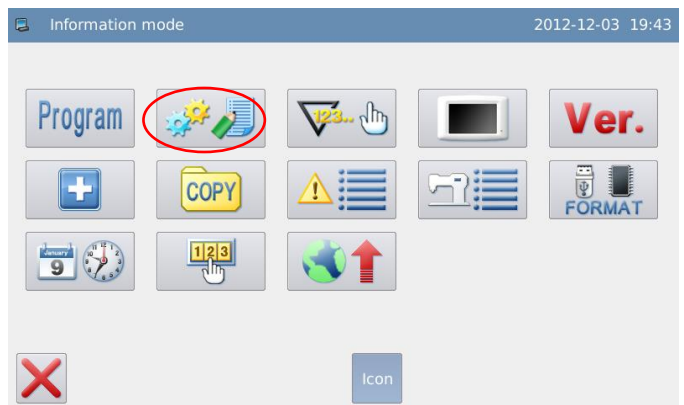 Information mode 2012-12-03 19:43
Program 123... Ver.
COPY FORMAT
January 9 123
Icon